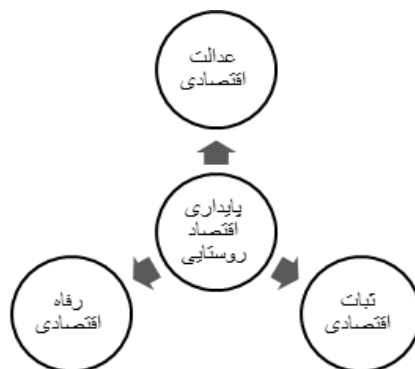 عدالت
اقتصادی
پایداری
اقتصاد
روستایی
ثبات
اقتصادی
رفاه
اقتصادی